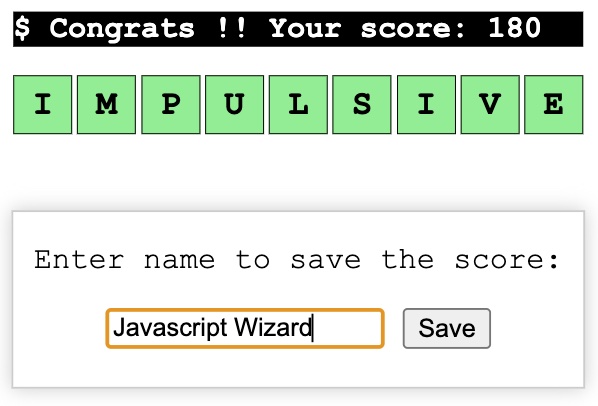 $ Congrats !! Your score: 180
I M P U L S I V E
Enter name to save the score:
Javascript Wizard Save